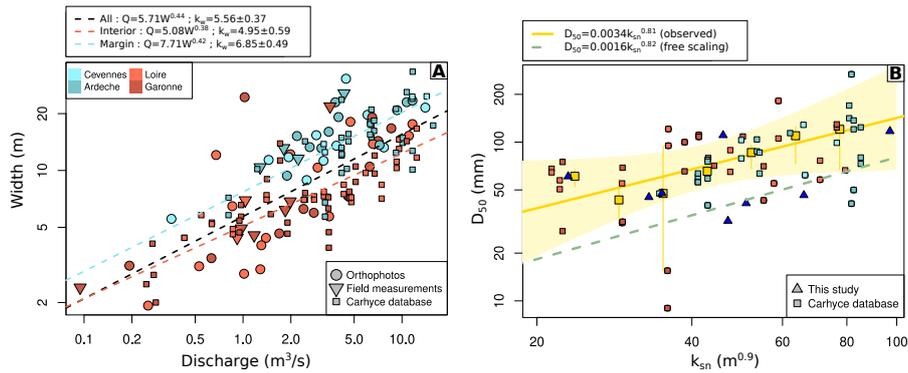 All : Q=5.71W^0.44 ; k_w=5.56±0.37
Interior : Q=5.08W^0.38 ; k_w=4.95±0.59
Margin : Q=7.71W^0.42 ; k_w=6.85±0.49
A
Cevennes Loire
Ardeche Garonne
Width (m)
20
10
5
2
Orthophotos
Field measurements
Carhyce database
0.1 0.2 0.5 1.0 2.0 5.0 10.0
Discharge (m³/s)
D₅₀=0.0034k_sn^0.81 (observed)
D₅₀=0.0016k_sn^0.82 (free scaling)
B
D₅₀ (mm)
100
50
20
10
This study
Carhyce database
20 40 60 80 100
k_sn (m^0.9)